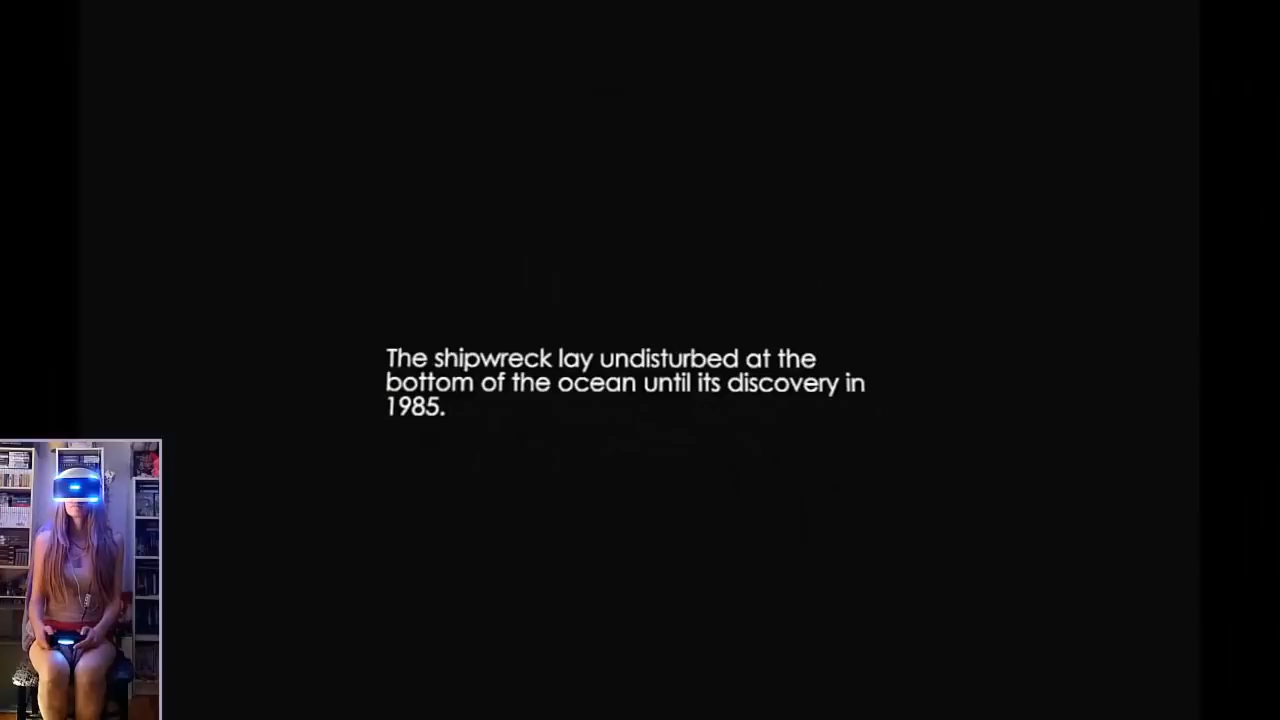 The shipwreck lay undisturbed at the
bottom of the ocean until its discovery in
1985.